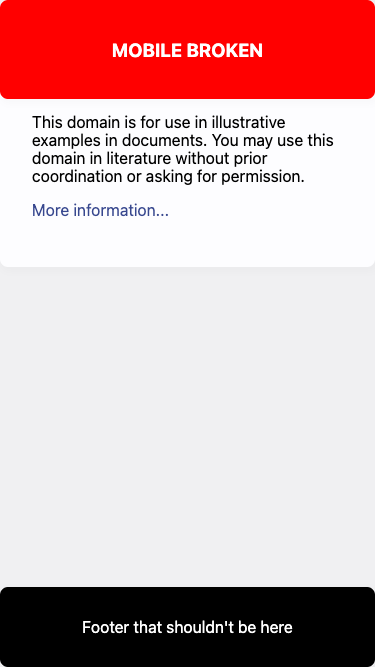 MOBILE BROKEN
This domain is for use in illustrative
examples in documents. You may use this
domain in literature without prior
coordination or asking for permission.
More information...
Footer that shouldn't be here